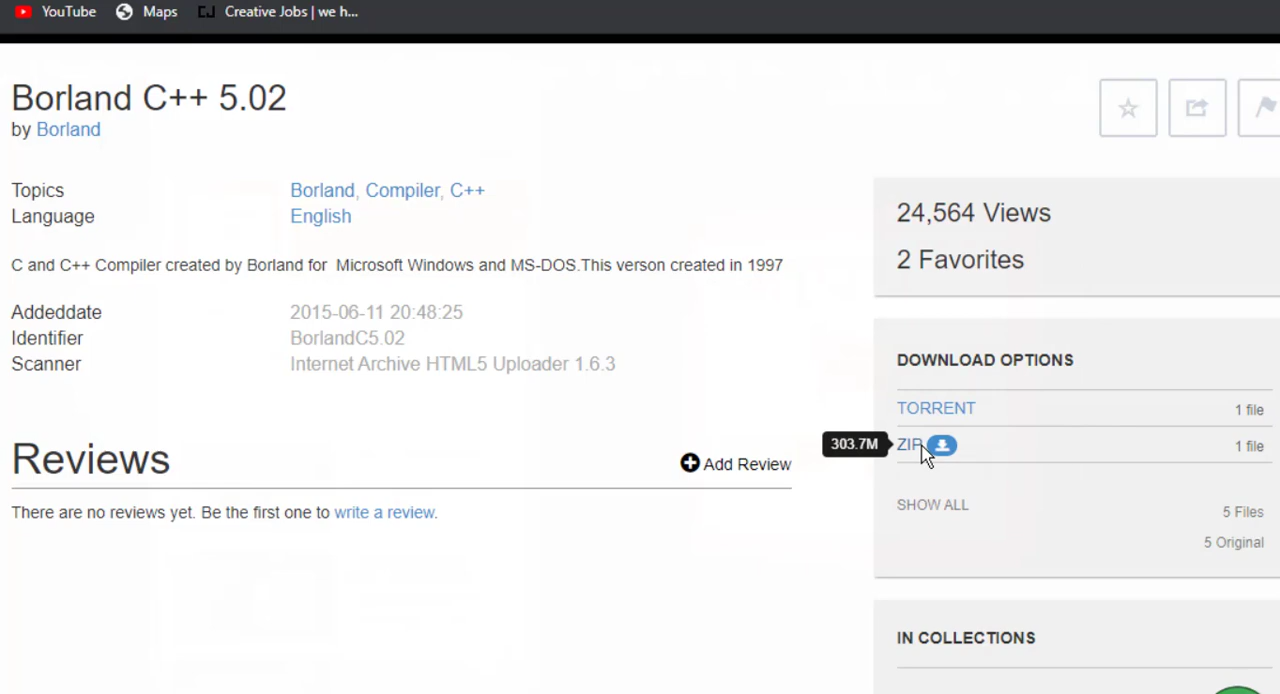 YouTube Maps Creative Jobs | we h...
Borland C++ 5.02
by Borland
Topics Borland, Compiler, C++
Language English
C and C++ Compiler created by Borland for Microsoft Windows and MS-DOS.This verson created in 1997
Addeddate 2015-06-11 20:48:25
Identifier BorlandC5.02
Scanner Internet Archive HTML5 Uploader 1.6.3
Reviews
Add Review
There are no reviews yet. Be the first one to write a review.
24,564 Views
2 Favorites
DOWNLOAD OPTIONS
TORRENT 1 file
303.7M ZIP 1 file
SHOW ALL 5 Files
5 Original
IN COLLECTIONS